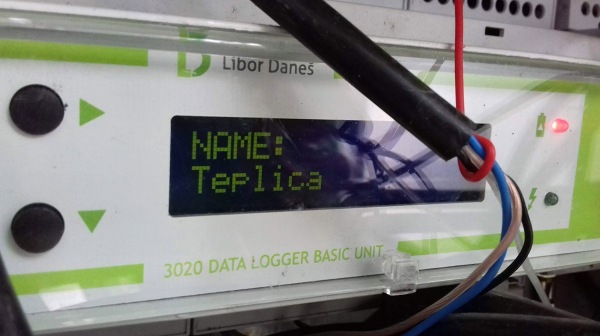 Libor Daneš
NAME:
Teplica
3020 DATA LOGGER BASIC UNIT